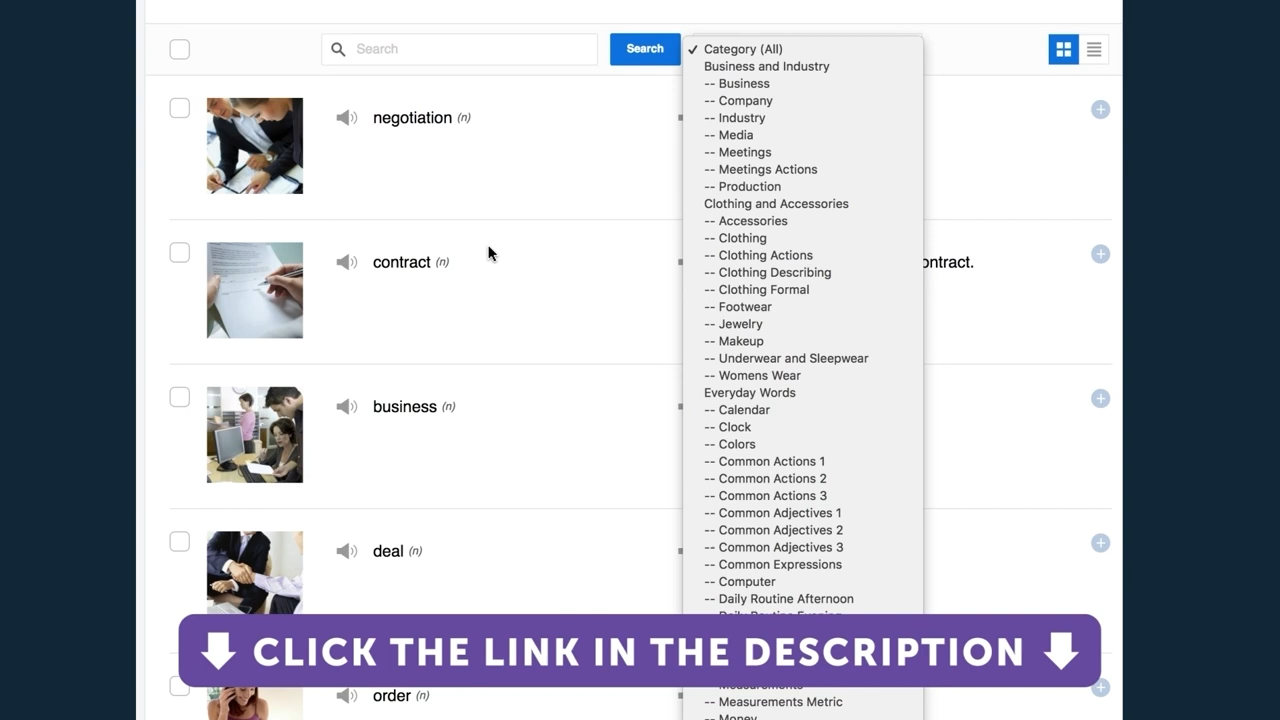 Search
Search
Category (All)
Business and Industry
-- Business
-- Company
-- Industry
-- Media
-- Meetings
-- Meetings Actions
-- Production
Clothing and Accessories
-- Accessories
-- Clothing
-- Clothing Actions
-- Clothing Describing
-- Clothing Formal
-- Footwear
-- Jewelry
-- Makeup
-- Underwear and Sleepwear
-- Womens Wear
Everyday Words
-- Calendar
-- Clock
-- Colors
-- Common Actions 1
-- Common Actions 2
-- Common Actions 3
-- Common Adjectives 1
-- Common Adjectives 2
-- Common Adjectives 3
-- Common Expressions
-- Computer
-- Daily Routine Afternoon
-- Measurements Metric
-- Money
negotiation (n)
contract (n)
ontract.
business (n)
deal (n)
CLICK THE LINK IN THE DESCRIPTION
order (n)